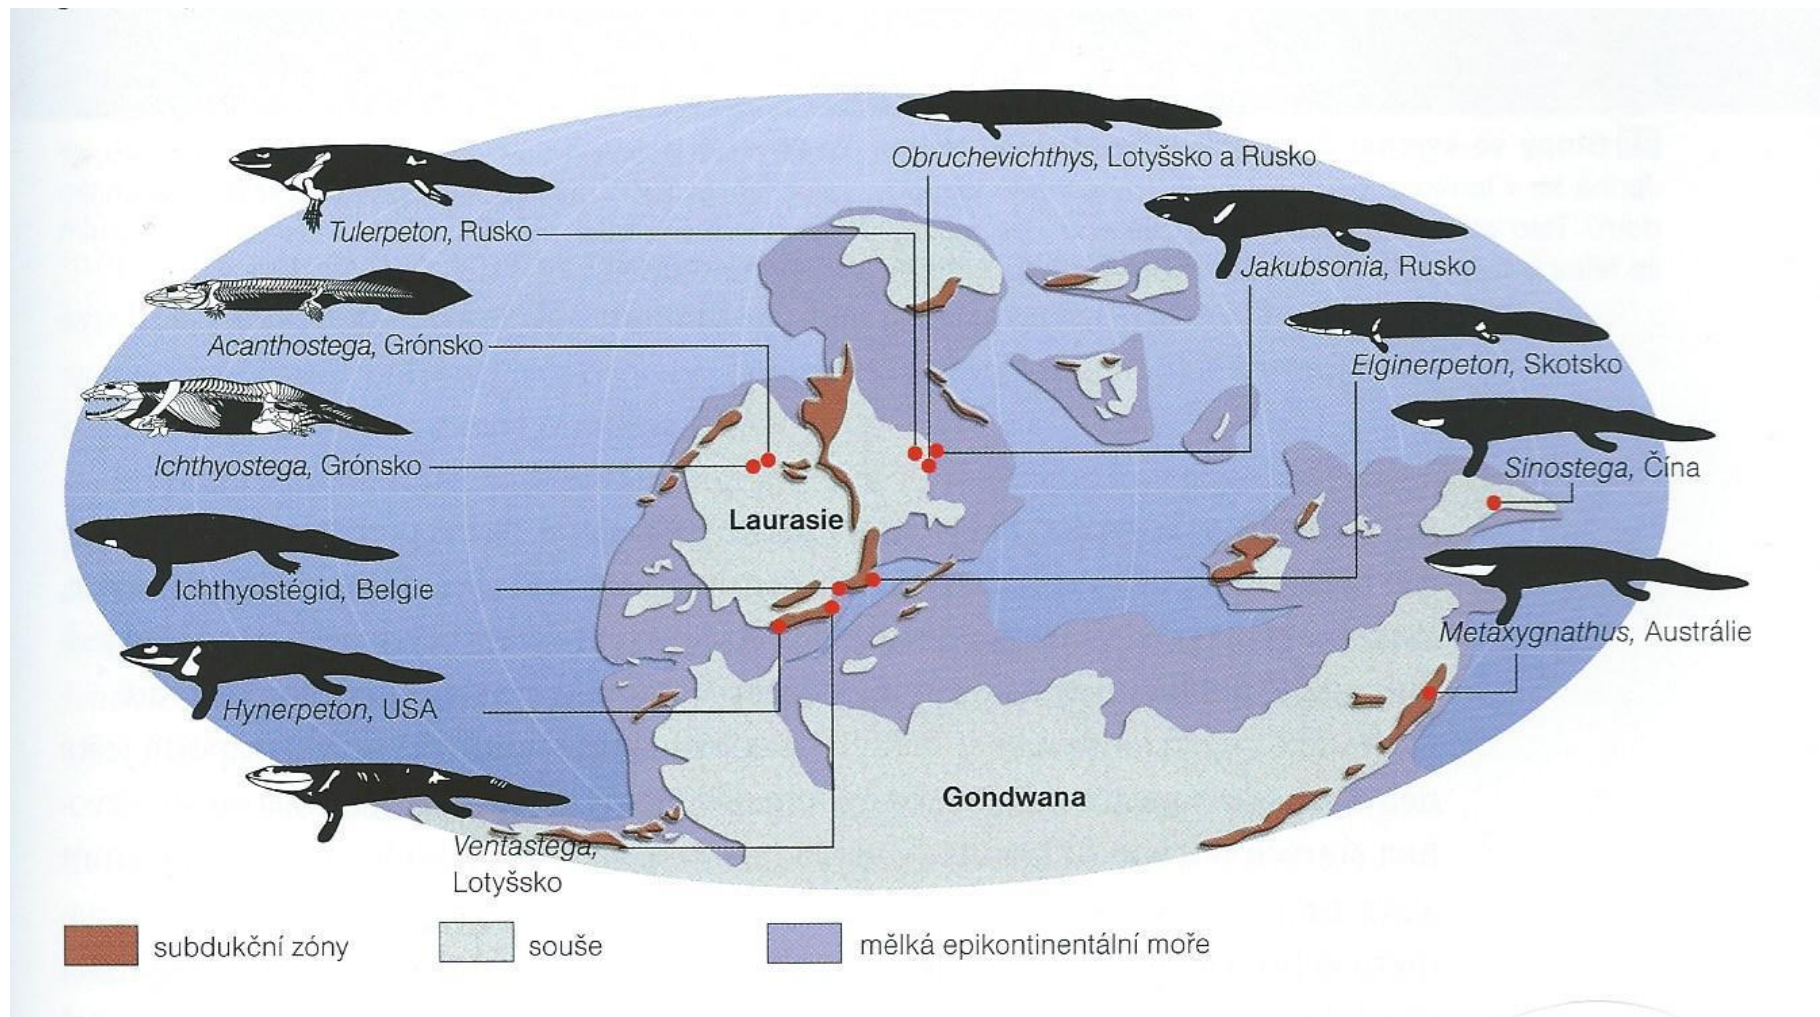 Obruchevichthys, Lotyšsko a Rusko
Tulerpeton, Rusko
Jakubsonia, Rusko
Acanthostega, Grónsko
Elginerpeton, Skotsko
Ichthyostega, Grónsko
Sinostega, Čína
Laurasie
Ichthyostégid, Belgie
Metaxygnathus, Austrálie
Hynerpeton, USA
Gondwana
Ventastega,
Lotyšsko
subdukční zóny
souše
mělká epikontinentální moře